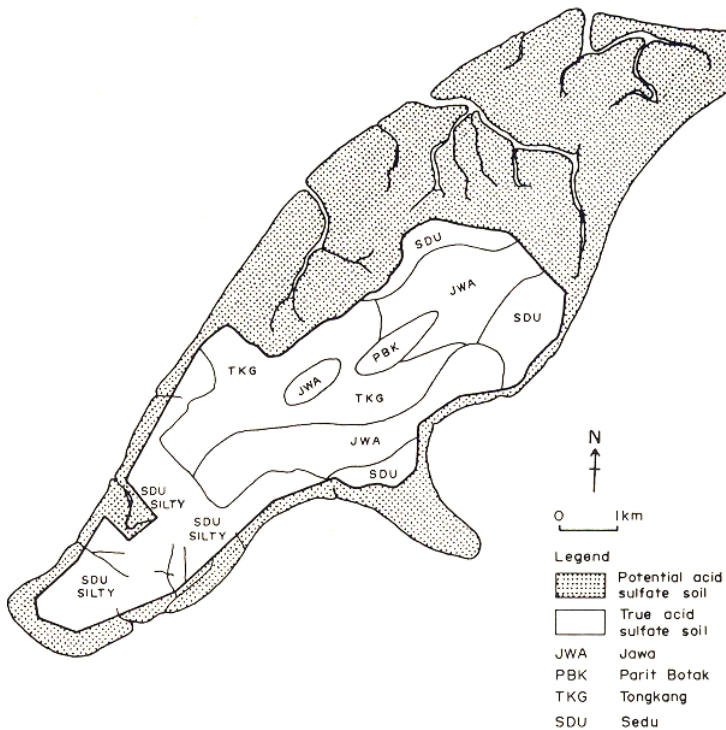 SDU
JWA
SDU
PBK
TKG
JWA
TKG
JWA
SDU
SDU
SILTY
SDU
SILTY
SDU
SILTY
N
0 1km
Legend
Potential acid
sulfate soil
True acid
sulfate soil
JWA Jawa
PBK Parit Botak
TKG Tongkang
SDU Sedu